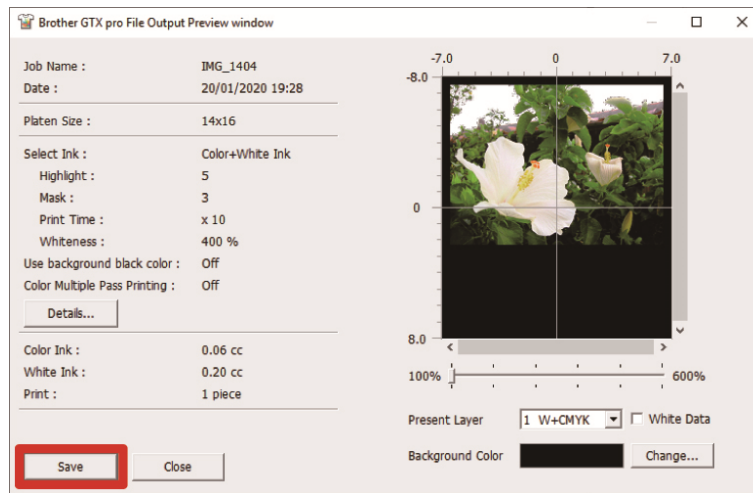 Brother GTX pro File Output Preview window
Job Name : IMG_1404
Date : 20/01/2020 19:28
Platen Size : 14x16
Select Ink : Color+White Ink
Highlight : 5
Mask : 3
Print Time : x 10
Whiteness : 400 %
Use background black color : Off
Color Multiple Pass Printing : Off
Details...
Color Ink : 0.06 cc
White Ink : 0.20 cc
Print : 1 piece
Save Close
-7.0 0 7.0
-8.0
0
8.0
100% 600%
Present Layer 1 W+CMYK White Data
Background Color Change...